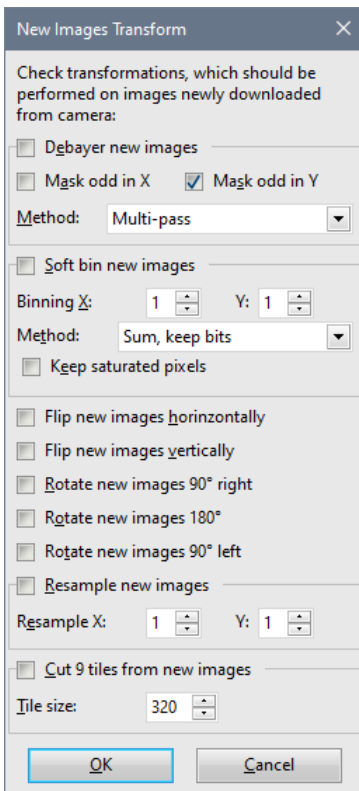 New Images Transform
Check transformations, which should be
performed on images newly downloaded
from camera:
Debayer new images
Mask odd in X Mask odd in Y
Method: Multi-pass
Soft bin new images
Binning X: 1 Y: 1
Method: Sum, keep bits
Keep saturated pixels
Flip new images horinzontally
Flip new images vertically
Rotate new images 90° right
Rotate new images 180°
Rotate new images 90° left
Resample new images
Resample X: 1 Y: 1
Cut 9 tiles from new images
Tile size: 320
OK Cancel